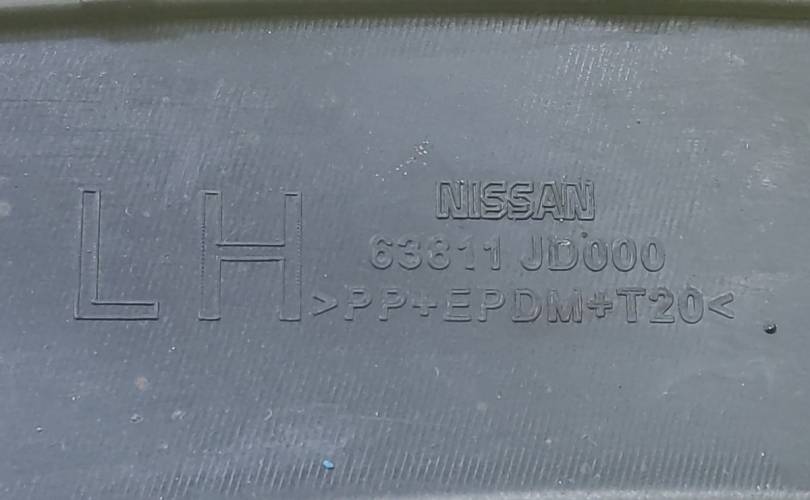 LH
NISSAN
63811 JD000
>PP+EPDM+T20<